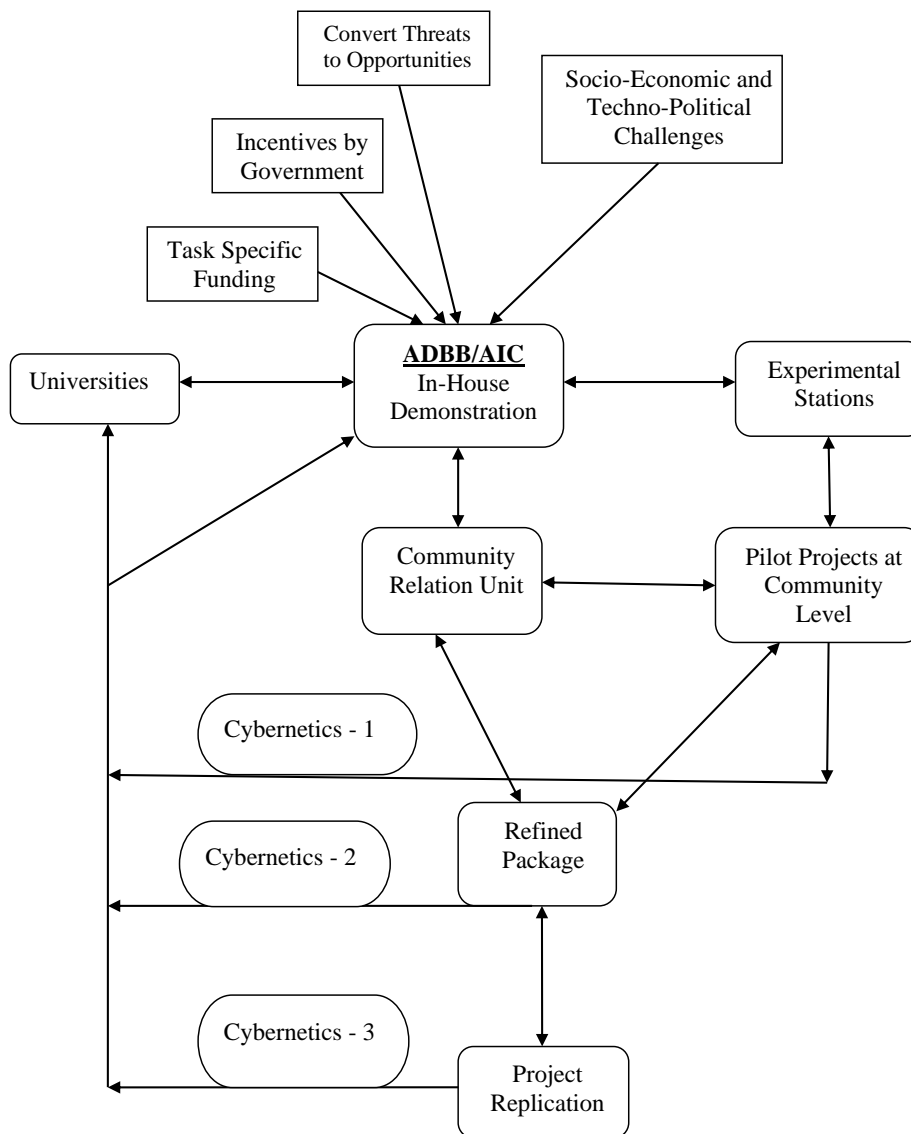 Convert Threats
to Opportunities
Socio-Economic and
Techno-Political
Challenges
Incentives by
Government
Task Specific
Funding
Universities
ADBB/AIC
In-House
Demonstration
Experimental
Stations
Community
Relation Unit
Pilot Projects at
Community
Level
Cybernetics - 1
Refined
Package
Cybernetics - 2
Cybernetics - 3
Project
Replication